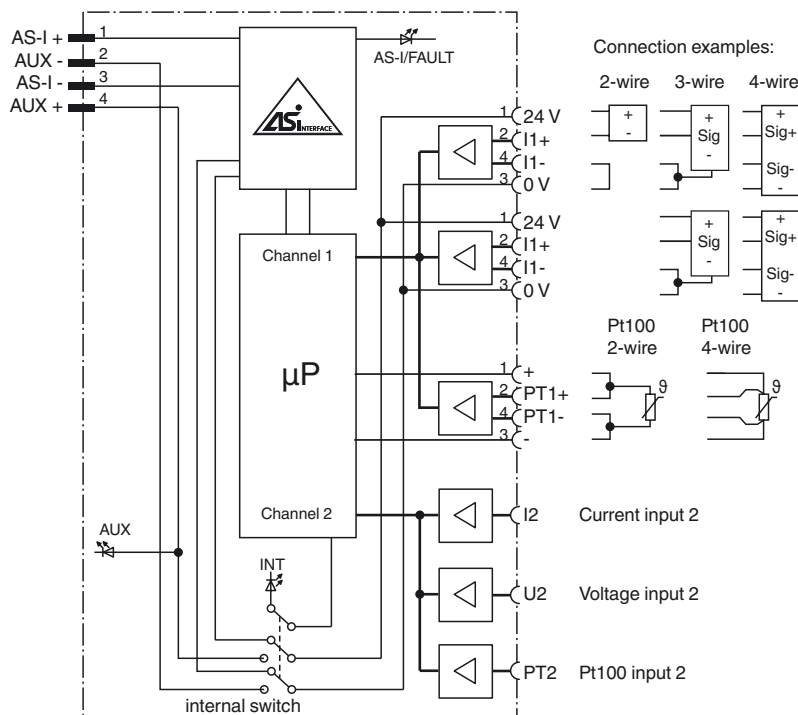 AS-I +
1
AUX -
2
AS-I -
3
AUX +
4
AS-I/FAULT
ASi
INTERFACE
Connection examples:
2-wire
3-wire
4-wire
1
24 V
2
I1+
4
I1-
3
0 V
+
-
+
Sig
-
+
Sig+
Sig-
-
1
24 V
2
I1+
4
I1-
3
0 V
+
Sig
-
+
Sig+
Sig-
-
Channel 1
µP
Channel 2
Pt100
2-wire
Pt100
4-wire
1
+
2
PT1+
4
PT1-
3
-
ϑ
ϑ
I2
Current input 2
U2
Voltage input 2
PT2
Pt100 input 2
AUX
INT
internal switch